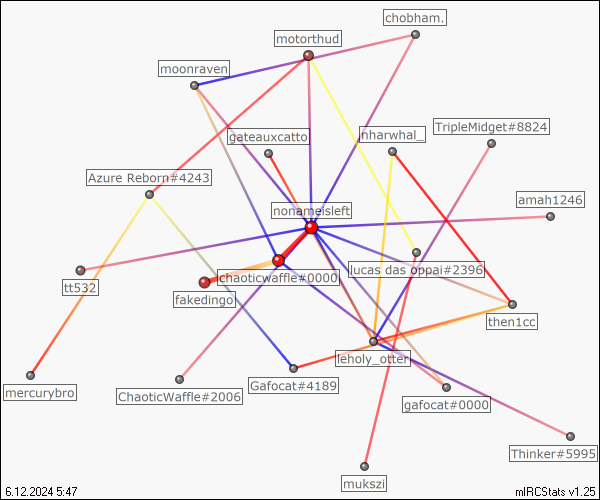 chobham.
motorthud
moonraven
TripleMidget#8824
nnarwhal_
gateauxcatto
Azure Reborn#4243
amah1246
nonameisleft
lucas das oppai#2396
chaoticwaffle#0000
tt532
fakedingo
then1cc
leholy_otter
Gafocat#4189
mercurybro
ChaoticWaffle#2006
gafocat#0000
Thinker#5995
mukszi
6.12.2024 5:47
mIRCStats v1.25